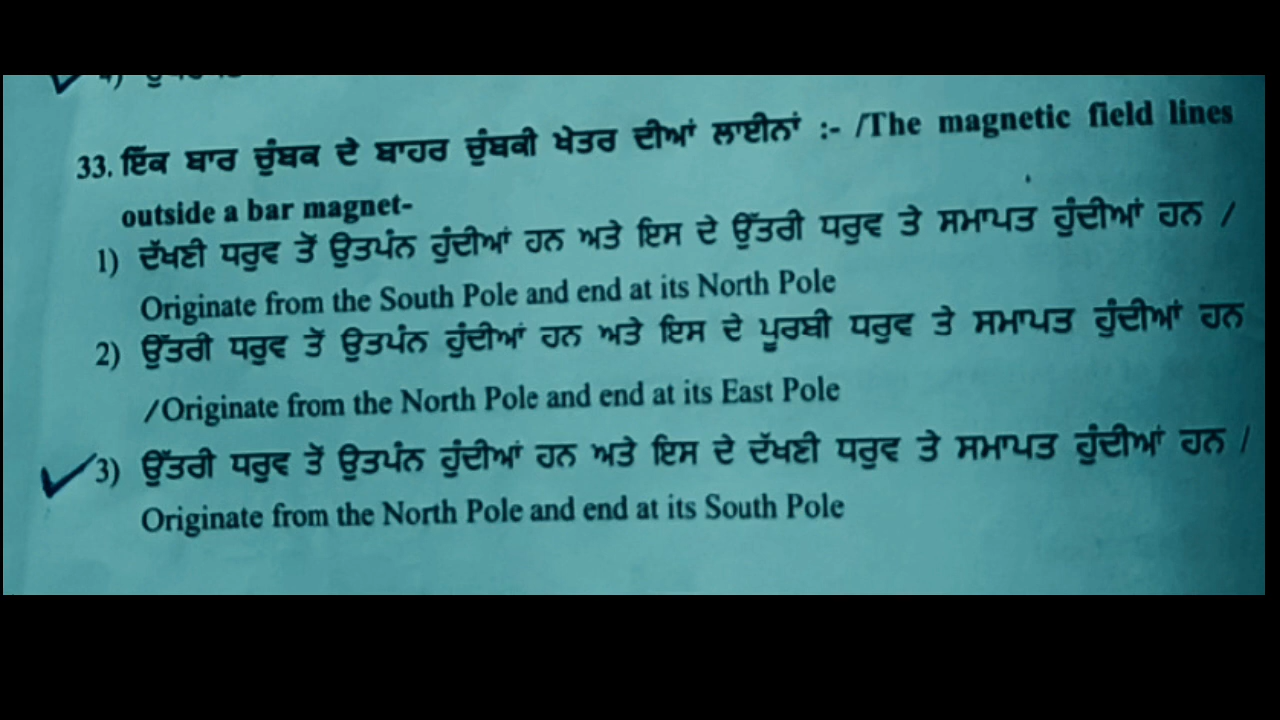 33. ਇੱਕ ਬਾਰ ਚੁੰਬਕ ਦੇ ਬਾਹਰ ਚੁੰਬਕੀ ਖੇਤਰ ਦੀਆਂ ਲਾਈਨਾਂ :- /The magnetic field lines
outside a bar magnet-
1) ਦੱਖਣੀ ਧਰੁਵ ਤੋਂ ਉਤਪੰਨ ਹੁੰਦੀਆਂ ਹਨ ਅਤੇ ਇਸ ਦੇ ਉੱਤਰੀ ਧਰੁਵ ਤੇ ਸਮਾਪਤ ਹੁੰਦੀਆਂ ਹਨ /
Originate from the South Pole and end at its North Pole
2) ਉੱਤਰੀ ਧਰੁਵ ਤੋਂ ਉਤਪੰਨ ਹੁੰਦੀਆਂ ਹਨ ਅਤੇ ਇਸ ਦੇ ਪੂਰਬੀ ਧਰੁਵ ਤੇ ਸਮਾਪਤ ਹੁੰਦੀਆਂ ਹਨ
/Originate from the North Pole and end at its East Pole
3) ਉੱਤਰੀ ਧਰੁਵ ਤੋਂ ਉਤਪੰਨ ਹੁੰਦੀਆਂ ਹਨ ਅਤੇ ਇਸ ਦੇ ਦੱਖਣੀ ਧਰੁਵ ਤੇ ਸਮਾਪਤ ਹੁੰਦੀਆਂ ਹਨ /
Originate from the North Pole and end at its South Pole